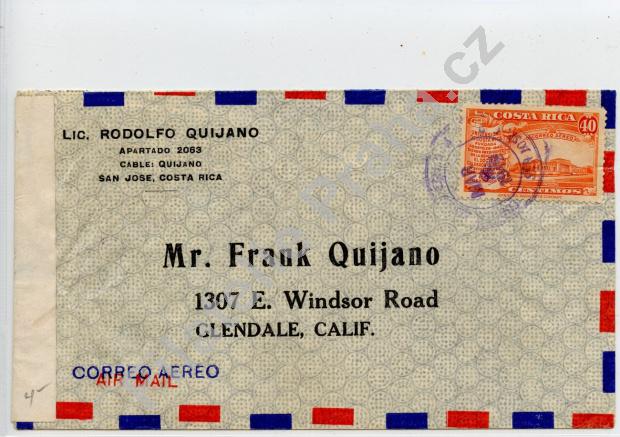 LIC. RODOLFO QUIJANO
APARTADO 2063
CABLE: QUIJANO
SAN JOSE, COSTA RICA
COSTA RICA
40
CORREO AEREO
CENTIMOS
MAR
Mr. Frank Quijano
1307 E. Windsor Road
GLENDALE, CALIF.
CORREO AEREO
AIR MAIL